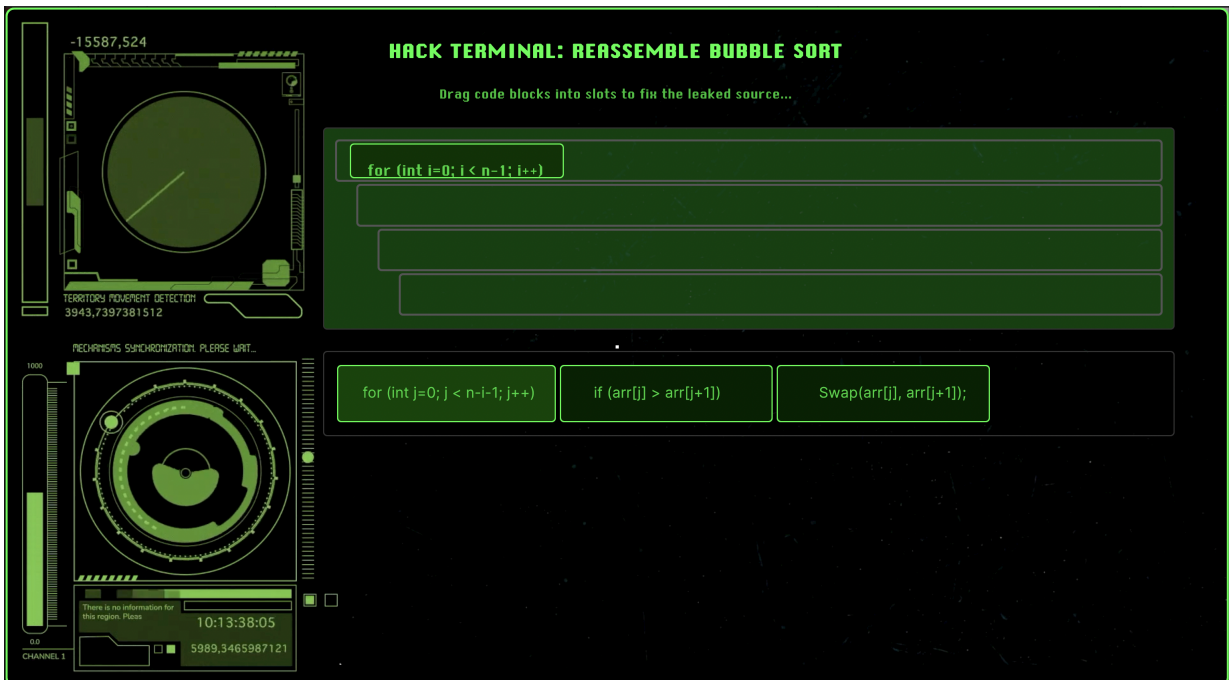 -15587,524
HACK TERMINAL: REASSEMBLE BUBBLE SORT
Drag code blocks into slots to fix the leaked source...
for (int i=0; i < n-1; i++)
TERRITORY MOVEMENT DETECTION
3943,7397381512
MECHANISMS SYNCHRONIZATION. PLEASE WAIT...
1000
for (int j=0; j < n-i-1; j++)
if (arr[j] > arr[j+1])
Swap(arr[j], arr[j+1]);
There is no information for
this region. Pleas
10:13:38:05
5989,3465987121
0.0
CHANNEL 1